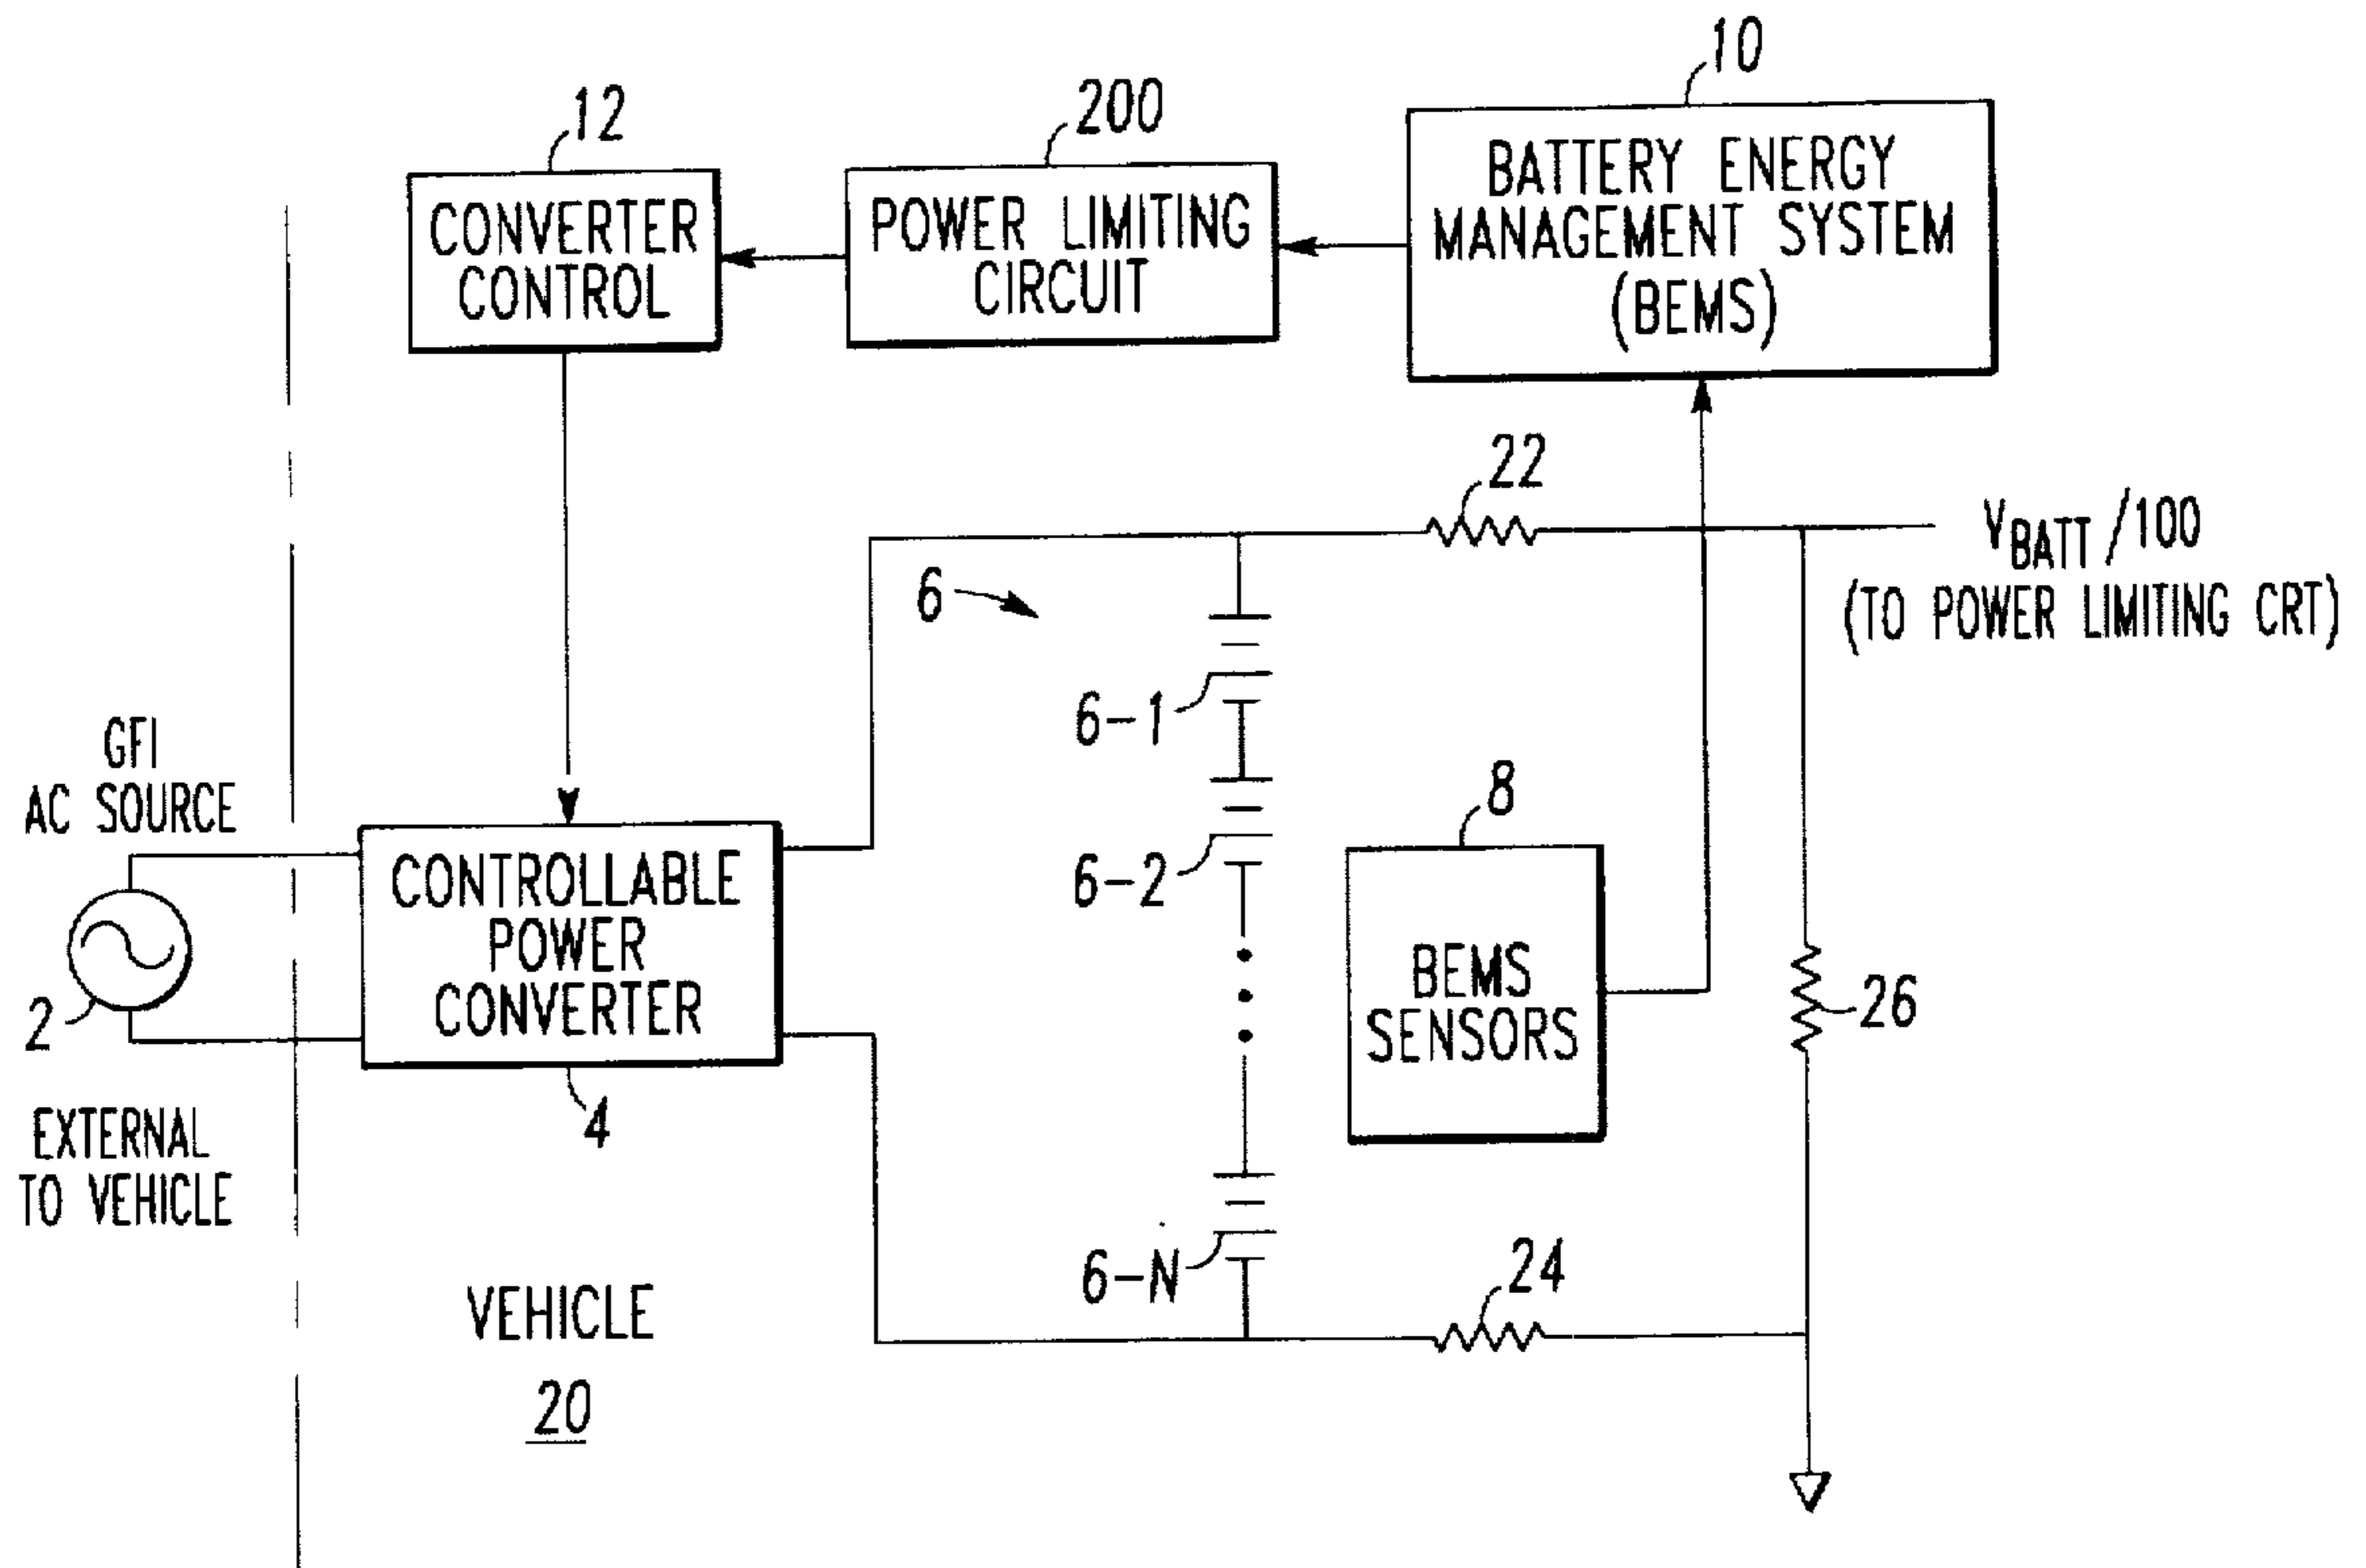 10
12
200
CONVERTER
CONTROL
POWER LIMITING
CIRCUIT
BATTERY ENERGY
MANAGEMENT SYSTEM
(BEMS)
22
VBATT/100
(TO POWER LIMITING CRT)
6
6-1
GFI
AC SOURCE
8
6-2
CONTROLLABLE
POWER
CONVERTER
BEMS
SENSORS
26
2
4
EXTERNAL
TO VEHICLE
6-N
24
VEHICLE
20